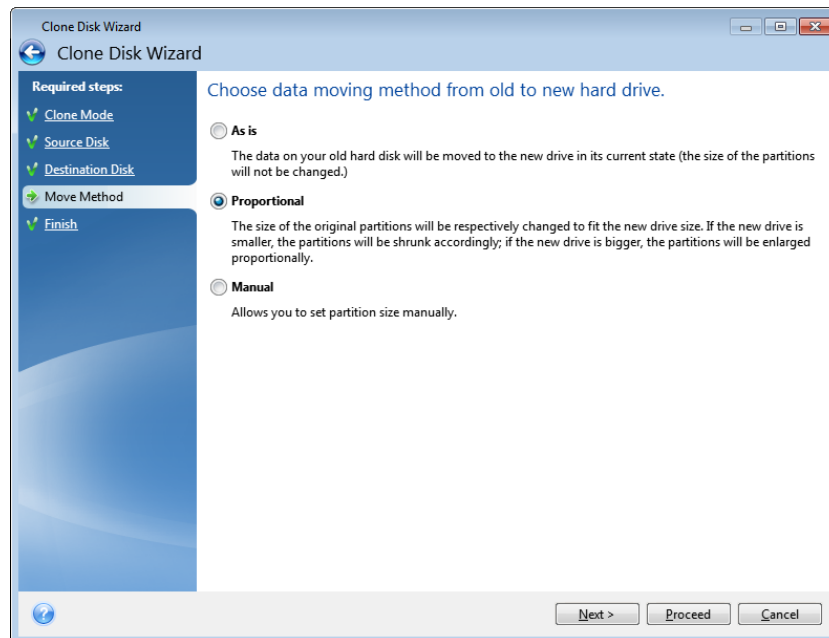 Clone Disk Wizard
Clone Disk Wizard
Required steps:
Clone Mode
Source Disk
Destination Disk
Move Method
Finish
Choose data moving method from old to new hard drive.
As is
The data on your old hard disk will be moved to the new drive in its current state (the size of the partitions
will not be changed.)
Proportional
The size of the original partitions will be respectively changed to fit the new drive size. If the new drive is
smaller, the partitions will be shrunk accordingly; if the new drive is bigger, the partitions will be enlarged
proportionally.
Manual
Allows you to set partition size manually.
?
Next >
Proceed
Cancel